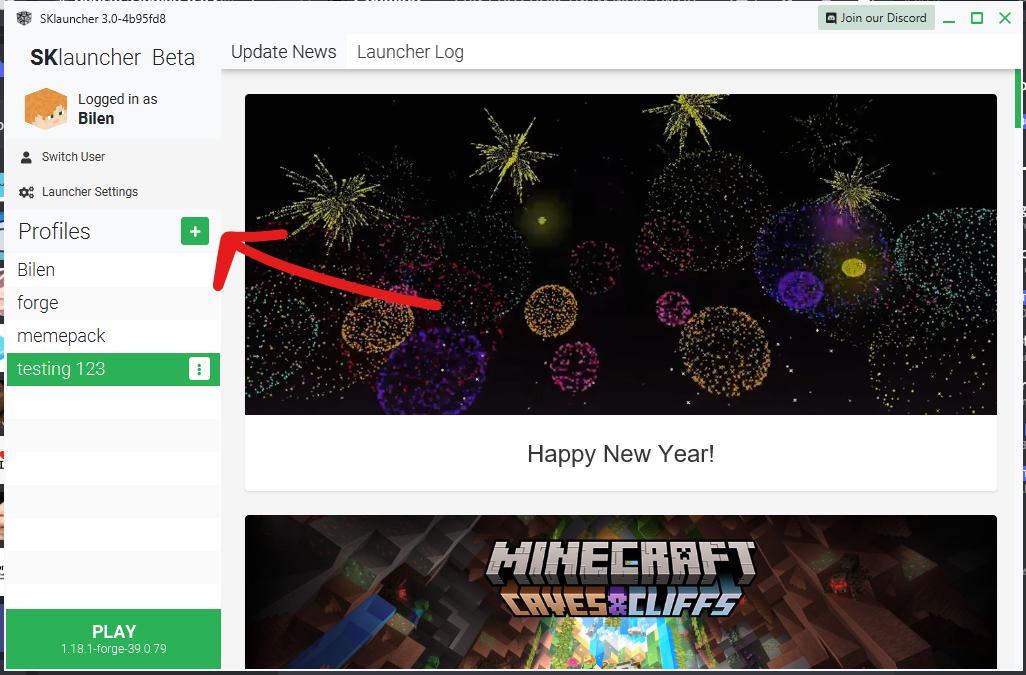 SKlauncher 3.0-4b95fd8
Join our Discord
SKlauncher Beta
Update News
Launcher Log
Logged in as
Bilen
Switch User
Launcher Settings
Profiles
Bilen
forge
memepack
testing 123
Happy New Year!
MINECRAFT
CAVES & CLIFFS
PLAY
1.18.1-forge-39.0.79